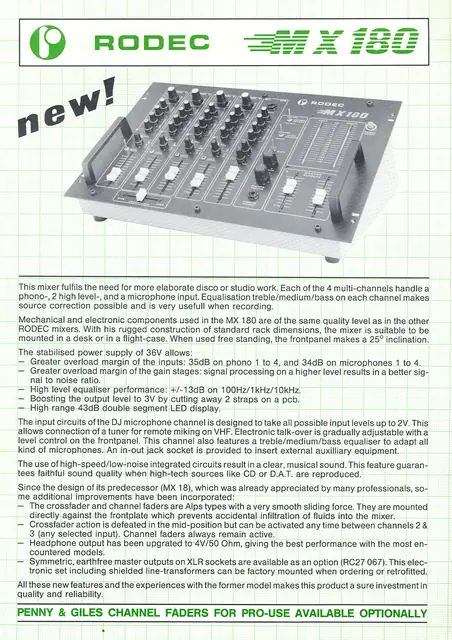 RODEC MX 180
new!
RODEC
MX 180
This mixer fulfils the need for more elaborate disco or studio work. Each of the 4 multi-channels handle a
phono-, 2 high level-, and a microphone input. Equalisation treble/medium/bass on each channel makes
source correction possible and is very usefull when recording.
Mechanical and electronic components used in the MX 180 are of the same quality level as in the other
RODEC mixers. With his rugged construction of standard rack dimensions, the mixer is suitable to be
mounted in a desk or in a flight-case. When used free standing, the frontpanel makes a 25° inclination.
The stabilised power supply of 36V allows:
— Greater overload margin of the inputs: 35dB on phono 1 to 4, and 34dB on microphones 1 to 4.
— Greater overload margin of the gain stages: signal processing on a higher level results in a better sig-
nal to noise ratio.
— High level equaliser performance: +/-13dB on 100Hz/1kHz/10kHz.
— Boosting the output level to 3V by cutting away 2 straps on a pcb.
— High range 43dB double segment LED display.
The input circuits of the DJ microphone channel is designed to take all possible input levels up to 2V. This
allows connection of a tuner for remote miking on VHF. Electronic talk-over is gradually adjustable with a
level control on the frontpanel. This channel also features a treble/medium/bass equaliser to adapt all
kind of microphones. An in-out jack socket is provided to insert external auxilliary equipment.
The use of high-speed/low-noise integrated circuits result in a clear, musical sound. This feature guaran-
tees faithful sound quality when high-tech sources like CD or D.A.T. are reproduced.
Since the design of its predecessor (MX 18), which was already appreciated by many professionals, so-
me additional improvements have been incorporated:
— The crossfader and channel faders are Alps types with a very smooth sliding force. They are mounted
directly against the frontplate which prevents accidental infiltration of fluids into the mixer.
— Crossfader action is defeated in the mid-position but can be activated any time between channels 2 &
3 (any selected input). Channel faders always remain active.
— Headphone output has been upgrated to 4V/50 Ohm, giving the best performance with the most en-
countered models.
— Symmetric, earthfree master outputs on XLR sockets are available as an option (RC27 067). This elec-
tronic set including shielded line-transformers can be factory mounted when ordering or retrofitted.
All these new features and the experiences with the former model makes this product a sure investment in
quality and reliability.
PENNY & GILES CHANNEL FADERS FOR PRO-USE AVAILABLE OPTIONALLY